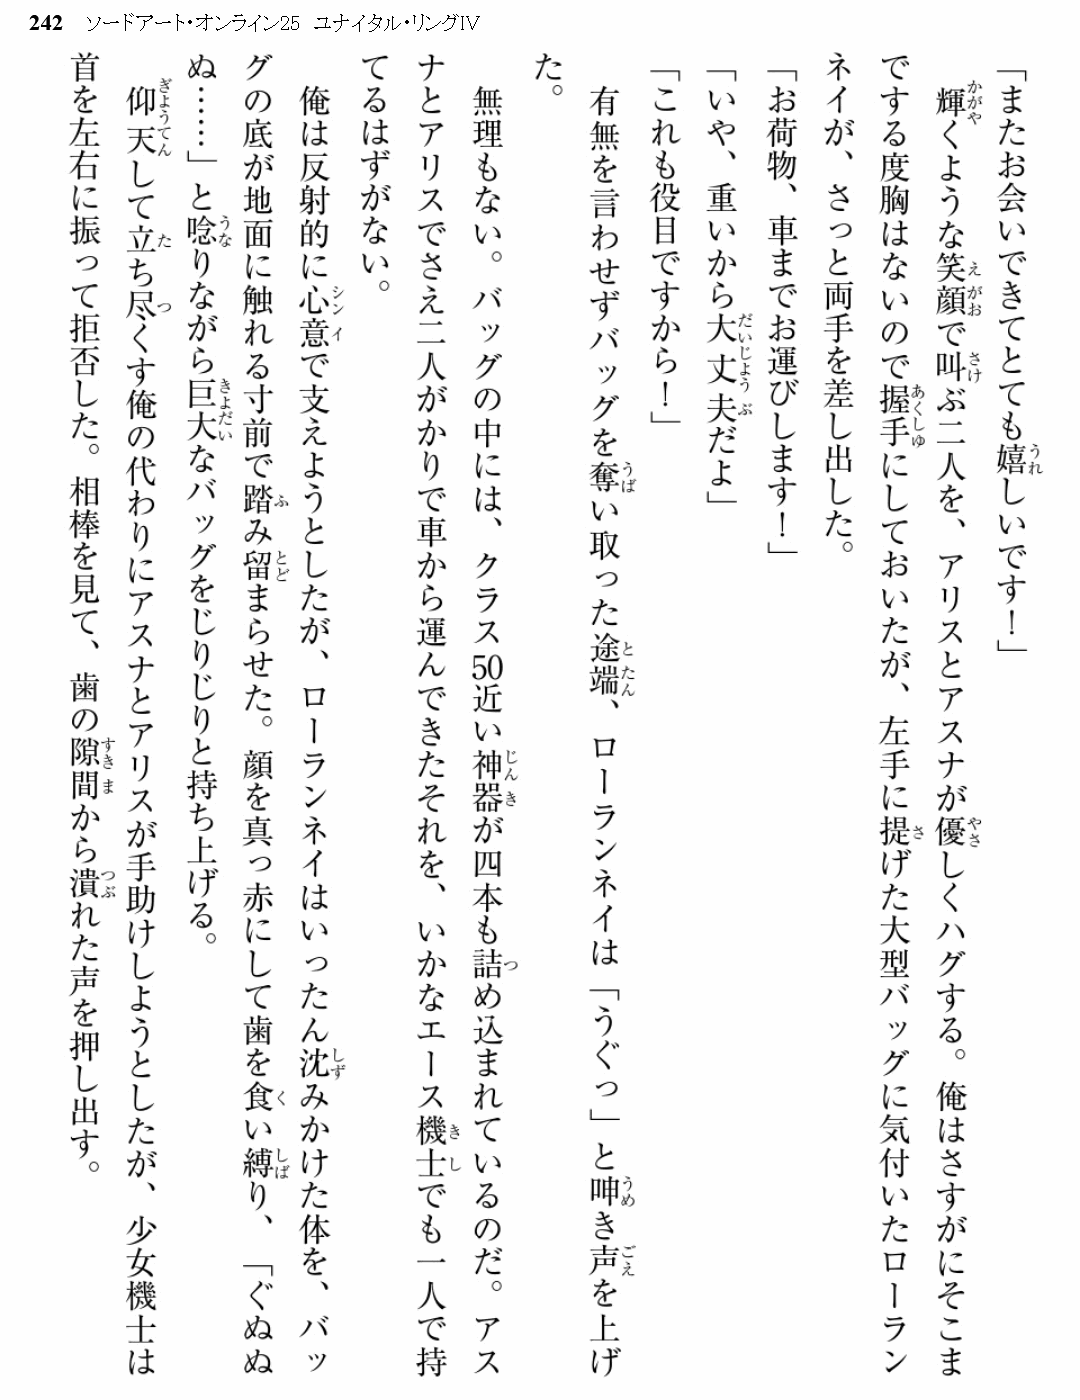 242 ソードアート・オンライン25 ユナイタル・リングⅣ
「またお会いできてとても嬉しいです！」
輝くような笑顔で叫ぶ二人を、アリスとアスナが優しくハグする。俺はさすがにそこま
でする度胸はないので握手にしておいたが、左手に提げた大型バッグに気付いたローラン
ネイが、さっと両手を差し出した。
「お荷物、車までお運びします！」
「いや、重いから大丈夫だよ」
「これも役目ですから！」
有無を言わせずバッグを奪い取った途端、ローランネイは「うぐっ」と呻き声を上げ
た。
無理もない。バッグの中には、クラス50近い神器が四本も詰め込まれているのだ。アス
ナとアリスでさえ二人がかりで車から運んできたそれを、いかなエース機士でも一人で持
てるはずがない。
俺は反射的に心意で支えようとしたが、ローランネイはいったん沈みかけた体を、バッ
グの底が地面に触れる寸前で踏み留まらせた。顔を真っ赤にして歯を食い縛り、「ぐぬぬ
ぬ……」と唸りながら巨大なバッグをじりじりと持ち上げる。
仰天して立ち尽くす俺の代わりにアスナとアリスが手助けしようとしたが、少女機士は
首を左右に振って拒否した。相棒を見て、歯の隙間から潰れた声を押し出す。